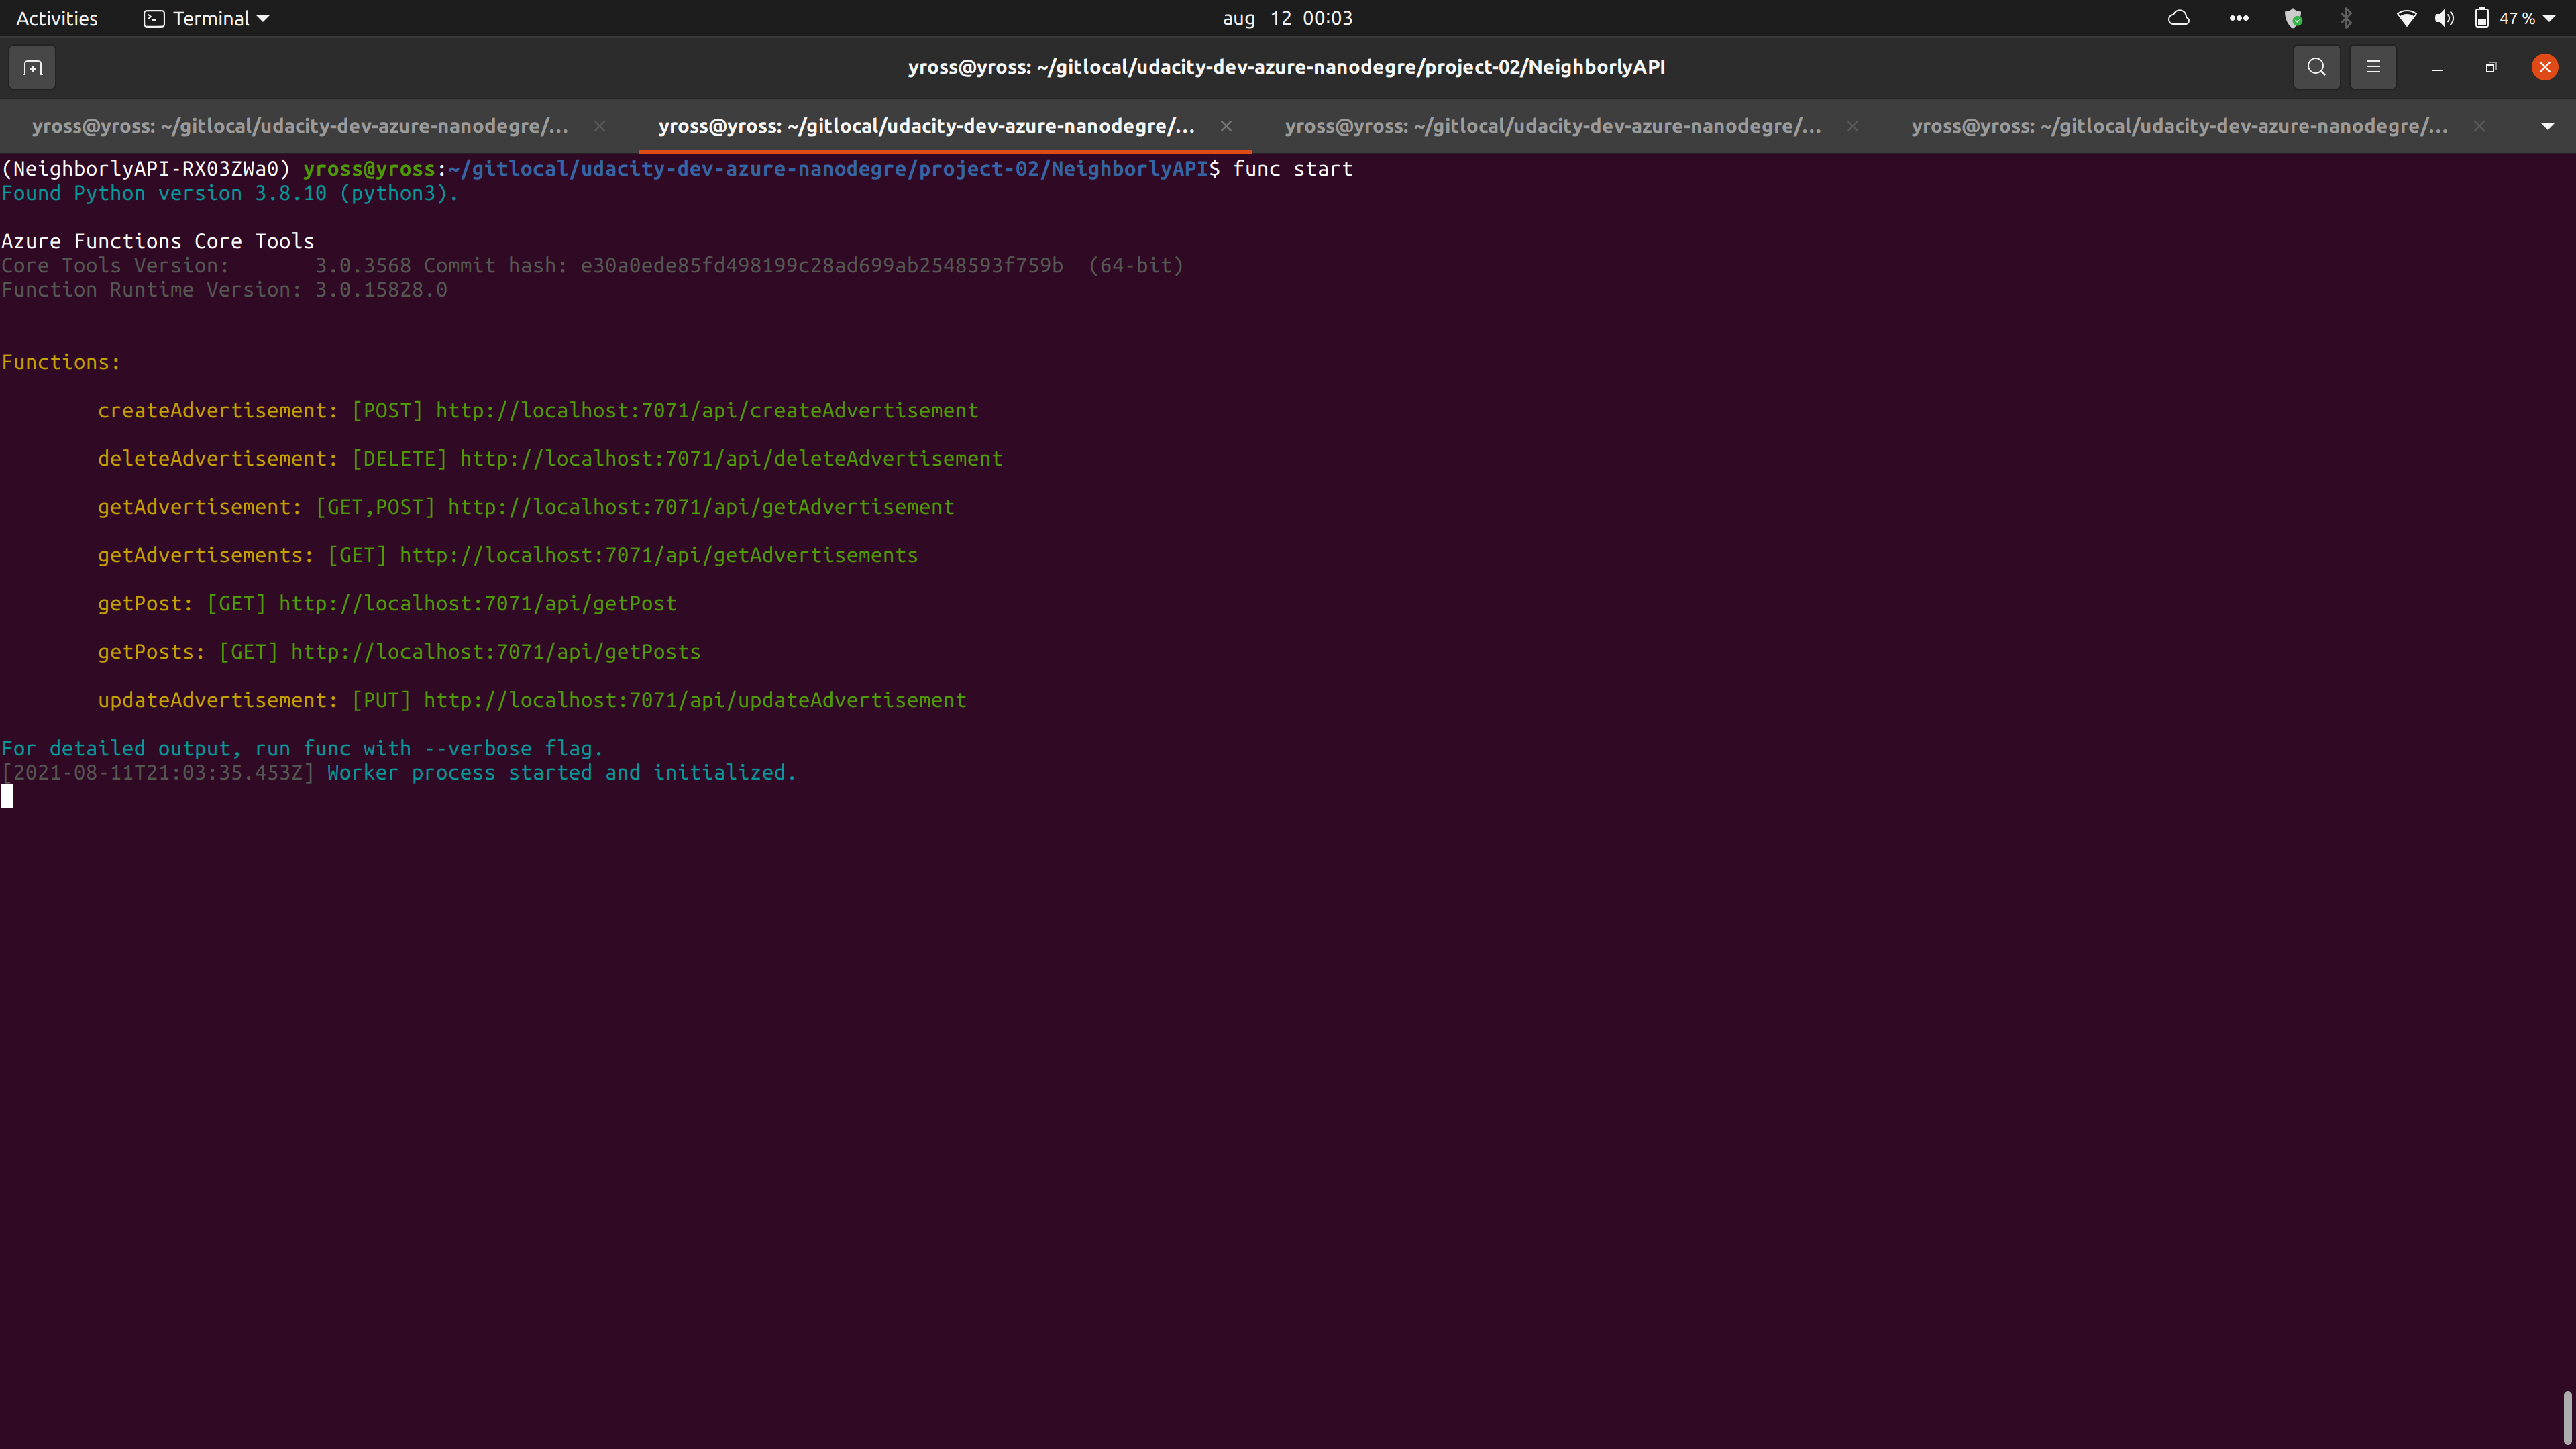 Activities Terminal aug 12 00:03 47 %
yross@yross: ~/gitlocal/udacity-dev-azure-nanodegre/project-02/NeighborlyAPI
yross@yross: ~/gitlocal/udacity-dev-azure-nanodegre/... yross@yross: ~/gitlocal/udacity-dev-azure-nanodegre/... yross@yross: ~/gitlocal/udacity-dev-azure-nanodegre/... yross@yross: ~/gitlocal/udacity-dev-azure-nanodegre/...
(NeighborlyAPI-RX03ZWa0) yross@yross:~/gitlocal/udacity-dev-azure-nanodegre/project-02/NeighborlyAPI$ func start
Found Python version 3.8.10 (python3).
Azure Functions Core Tools
Core Tools Version:       3.0.3568 Commit hash: e30a0ede85fd498199c28ad699ab2548593f759b  (64-bit)
Function Runtime Version: 3.0.15828.0
Functions:
createAdvertisement: [POST] http://localhost:7071/api/createAdvertisement
deleteAdvertisement: [DELETE] http://localhost:7071/api/deleteAdvertisement
getAdvertisement: [GET,POST] http://localhost:7071/api/getAdvertisement
getAdvertisements: [GET] http://localhost:7071/api/getAdvertisements
getPost: [GET] http://localhost:7071/api/getPost
getPosts: [GET] http://localhost:7071/api/getPosts
updateAdvertisement: [PUT] http://localhost:7071/api/updateAdvertisement
For detailed output, run func with --verbose flag.
[2021-08-11T21:03:35.453Z] Worker process started and initialized.